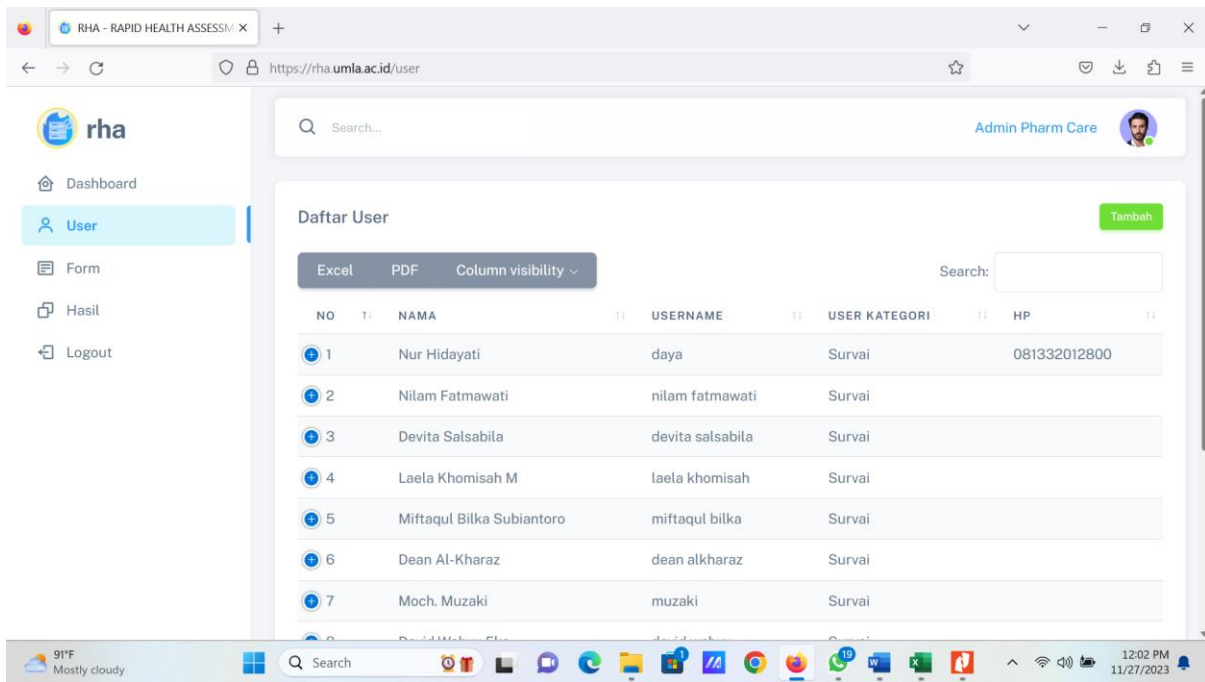 RHA - RAPID HEALTH ASSESSM
https://rha.umla.ac.id/user
rha
Search...
Admin Pharm Care
Dashboard
User
Form
Hasil
Logout
Daftar User
Tambah
Excel PDF Column visibility
Search:
NO NAMA USERNAME USER KATEGORI HP
1 Nur Hidayati daya Survai 081332012800
2 Nilam Fatmawati nilam fatmawati Survai
3 Devita Salsabila devita salsabila Survai
4 Laela Khomisah M laela khomisah Survai
5 Miftaqul Bilka Subiantoro miftaqul bilka Survai
6 Dean Al-Kharaz dean alkharaz Survai
7 Moch. Muzaki muzaki Survai
91°F
Mostly cloudy
Search
19
12:02 PM
11/27/2023